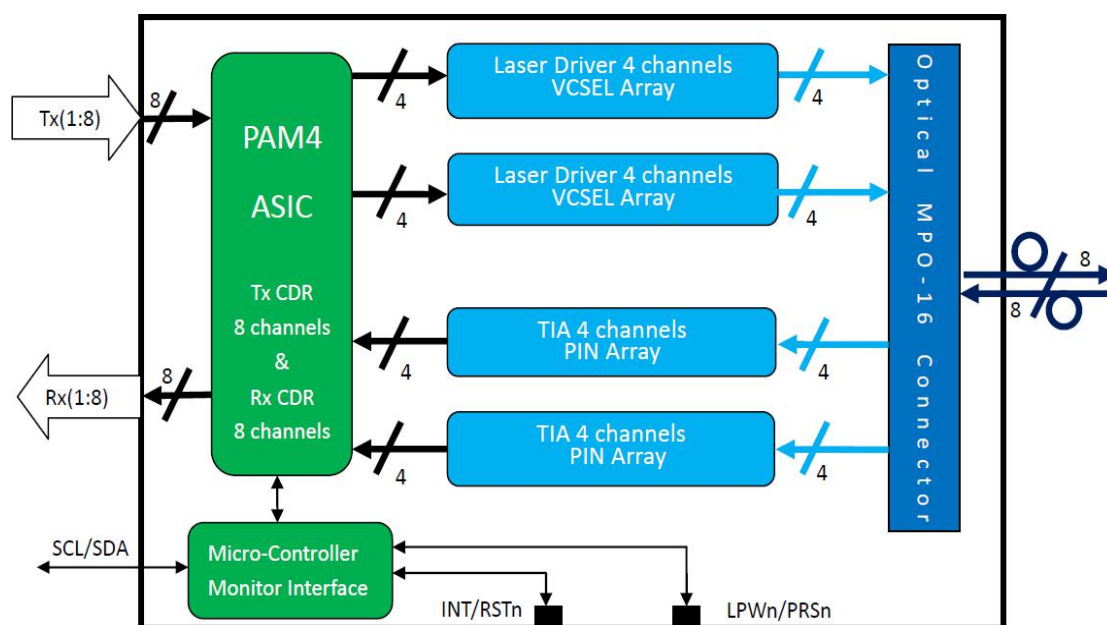 Tx(1:8)
8
PAM4
ASIC
Tx CDR
8 channels
&
Rx CDR
8 channels
Rx(1:8)
8
4
Laser Driver 4 channels
VCSEL Array
4
4
Laser Driver 4 channels
VCSEL Array
4
4
TIA 4 channels
PIN Array
4
4
TIA 4 channels
PIN Array
4
Optical MPO-16 Connector
8
8
SCL/SDA
Micro-Controller
Monitor Interface
INT/RSTn
LPWn/PRSn